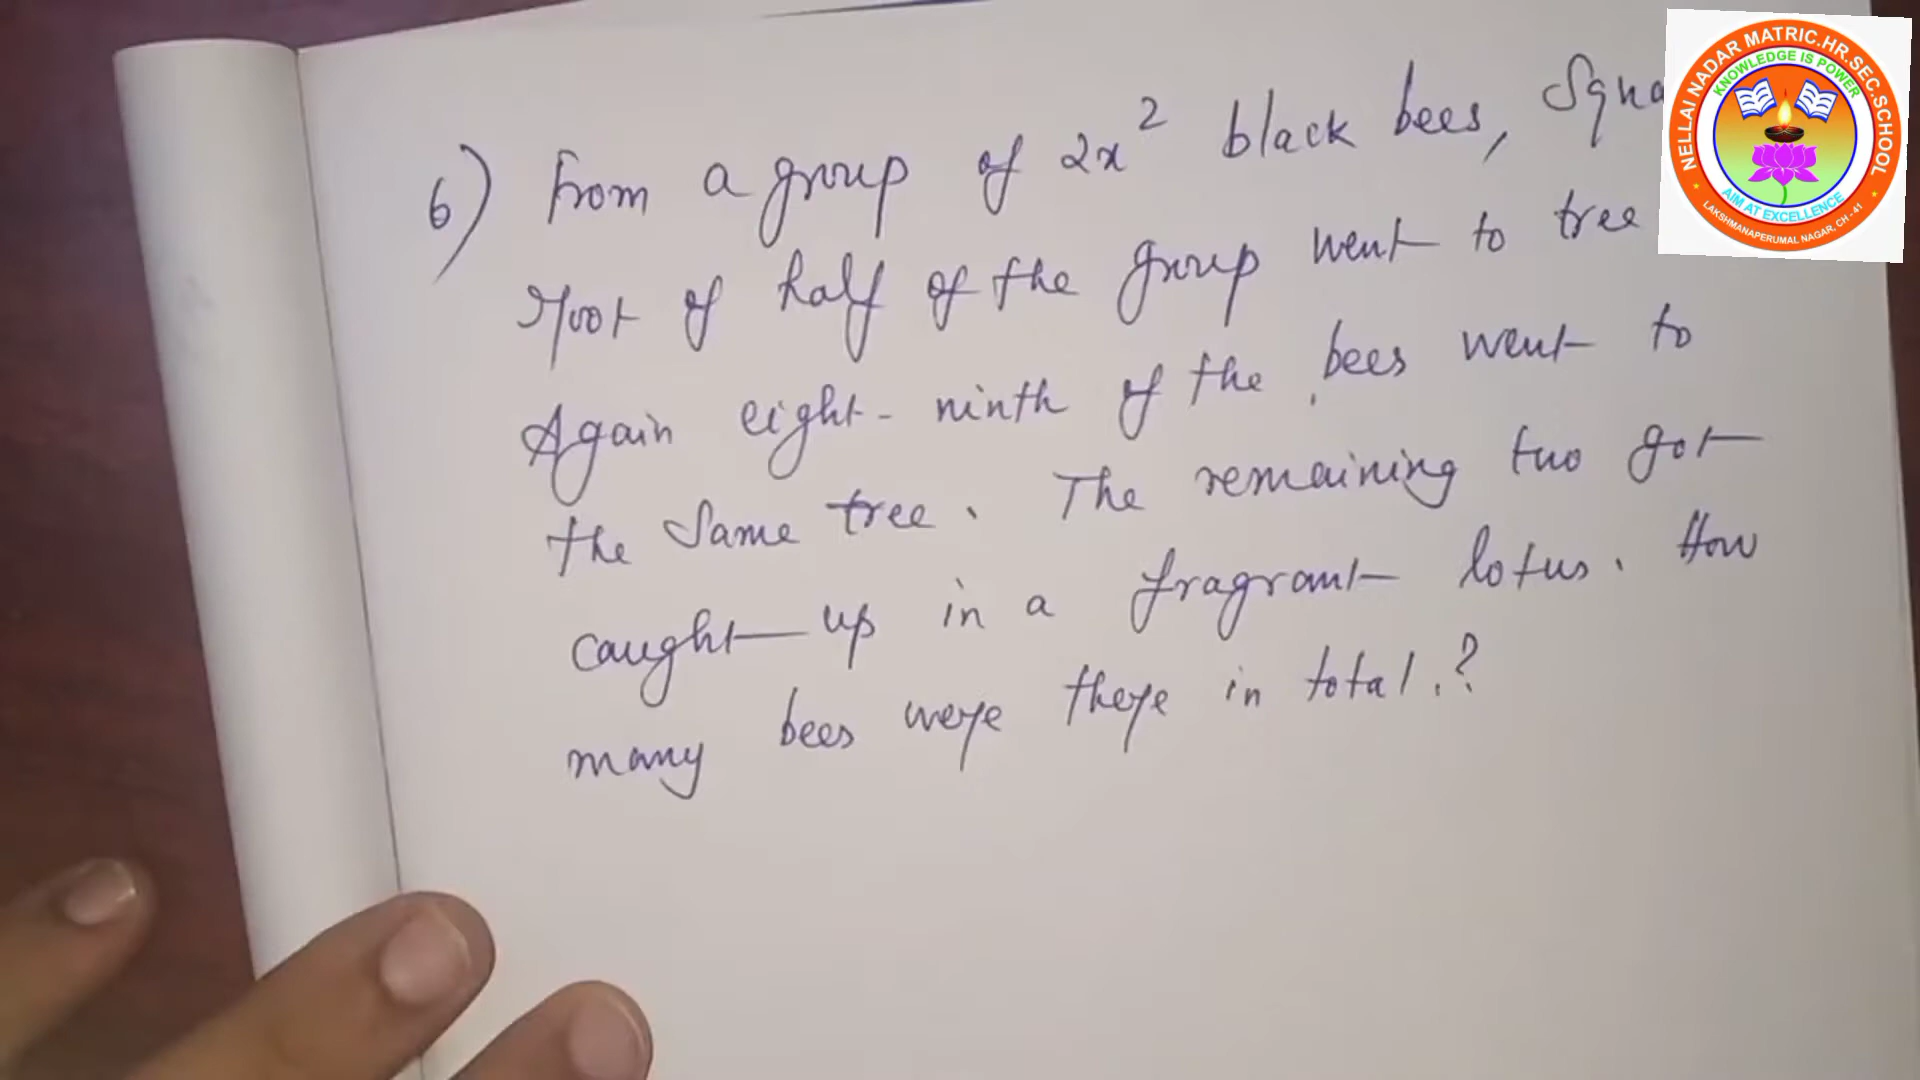 6) From a group of 2x² black bees,
root of half of the group went to tree
Again eight-ninth of the bees went to
the same tree. The remaining two got
caught up in a fragrant lotus. How
many bees were there in total.?
NELLAI NADAR MATRIC.HR.SEC.SCHOOL
KNOWLEDGE IS POWER
AIM AT EXCELLENCE
LAKSHMANAPERUMAL NAGAR, CH - 41